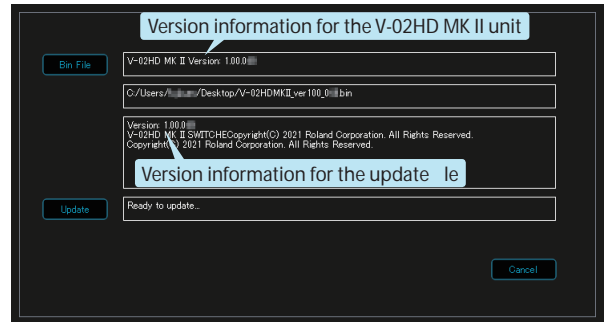 Version information for the V-02HD MK II unit
Bin File
V-02HD MK II Version: 1.00.0
C:/Users/ /Desktop/V-02HDMKII_ver100_0 bin
Version: 1.00.0
V-02HD MK II SWITCHECopyright(C) 2021 Roland Corporation. All Rights Reserved.
Copyright(C) 2021 Roland Corporation. All Rights Reserved.
Version information for the update le
Update
Ready to update...
Cancel